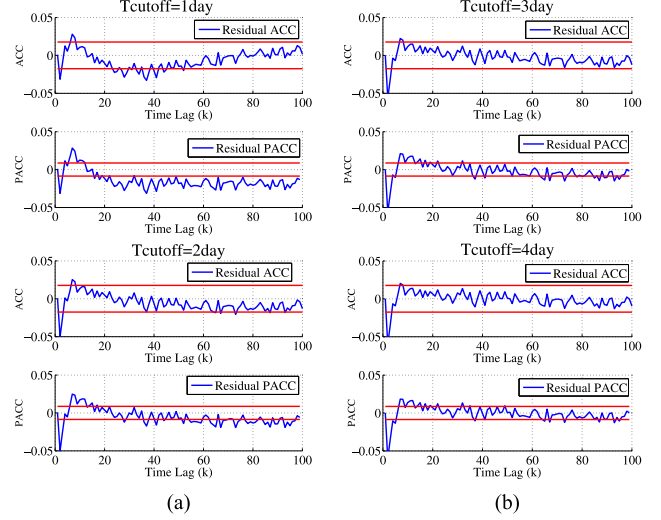 Tcutoff=1day
0.05
0
−0.05
ACC
Residual ACC
0 20 40 60 80 100
Time Lag (k)
0.05
0
−0.05
PACC
Residual PACC
0 20 40 60 80 100
Time Lag (k)
Tcutoff=2day
0.05
0
−0.05
ACC
Residual ACC
0 20 40 60 80 100
Time Lag (k)
0.05
0
−0.05
PACC
Residual PACC
0 20 40 60 80 100
Time Lag (k)
(a)
Tcutoff=3day
0.05
0
−0.05
ACC
Residual ACC
0 20 40 60 80 100
Time Lag (k)
0.05
0
−0.05
PACC
Residual PACC
0 20 40 60 80 100
Time Lag (k)
Tcutoff=4day
0.05
0
−0.05
ACC
Residual ACC
0 20 40 60 80 100
Time Lag (k)
0.05
0
−0.05
PACC
Residual PACC
0 20 40 60 80 100
Time Lag (k)
(b)